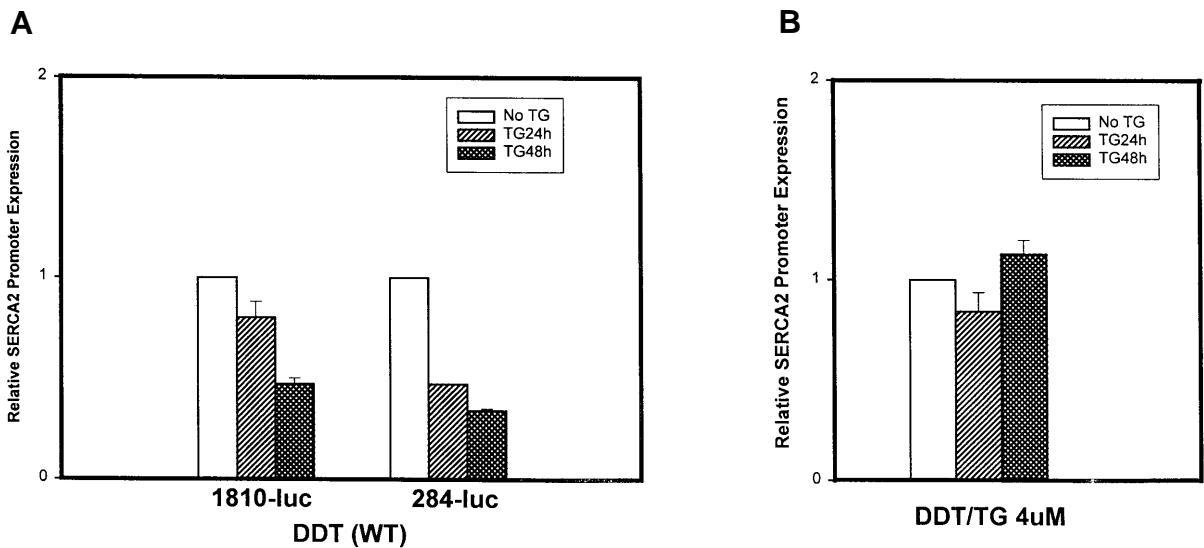 A
Relative SERCA2 Promoter Expression
2
1
0
No TG
TG24h
TG48h
1810-luc
284-luc
DDT (WT)
B
Relative SERCA2 Promoter Expression
2
1
0
No TG
TG24h
TG48h
DDT/TG 4uM